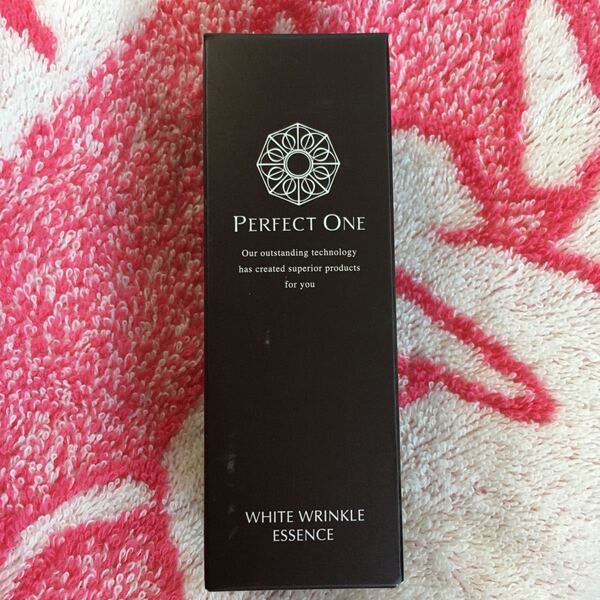 PERFECT ONE
Our outstanding technology
has created superior products
for you
WHITE WRINKLE
ESSENCE